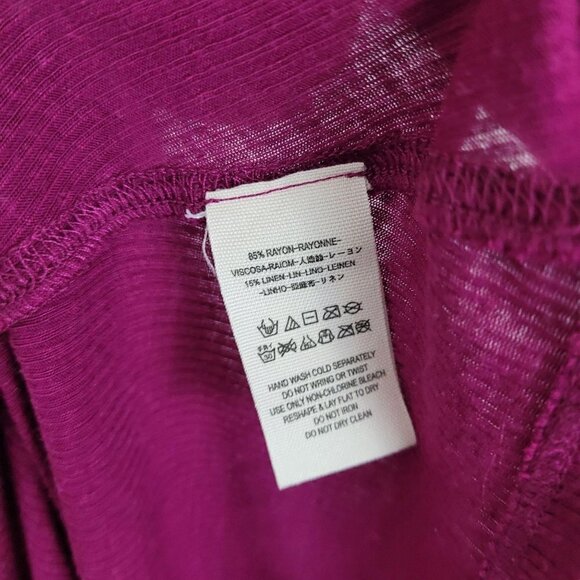 85% RAYON-RAYONNE-
VISCOSA-RAIOM-人造絲-レーヨン
15% LINEN-LIN-LINO-LEINEN
-LINHO-亞麻布-リネン
HAND WASH COLD SEPARATELY
DO NOT WRING OR TWIST
USE ONLY NON-CHLORINE BLEACH
RESHAPE & LAY FLAT TO DRY
DO NOT IRON
DO NOT DRY CLEAN